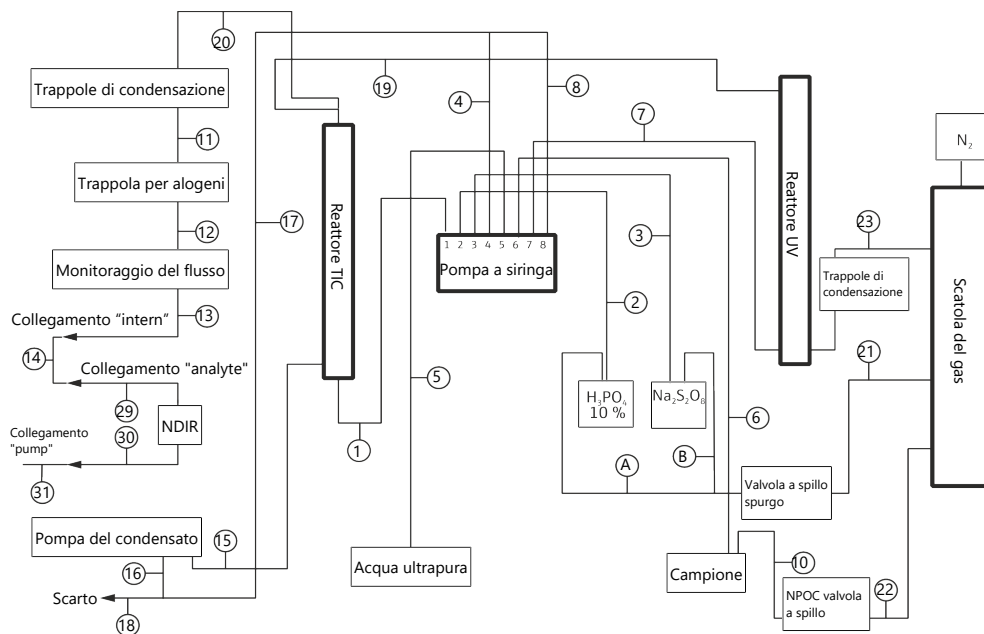 20
Trappole di condensazione
19
4
8
7
N₂
11
Trappola per alogeni
12
17
Reattore TIC
Reattore UV
3
23
Monitoraggio del flusso
1 2 3 4 5 6 7 8
Pompa a siringa
Trappole di
condensazione
Scatola del gas
2
13
Collegamento "intern"
14
Collegamento "analyte"
29
5
21
H₃PO₄
10 %
Na₂S₂O₈
NDIR
6
Collegamento
"pump"
30
31
1
A
B
Valvola a spillo
spurgo
Pompa del condensato
15
16
Acqua ultrapura
Campione
10
Scarto
18
NPOC valvola
a spillo
22